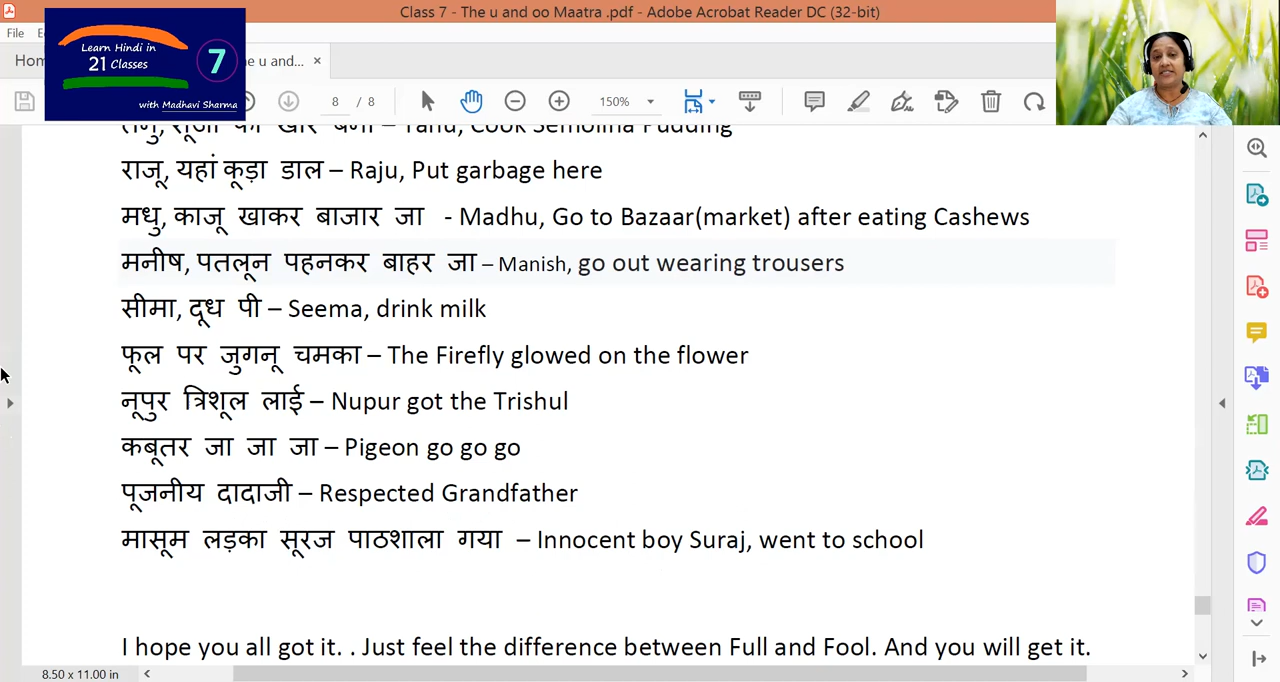 Class 7 - The u and oo Maatra .pdf - Adobe Acrobat Reader DC (32-bit)
File
Learn Hindi in
21 Classes
7
with Madhavi Sharma
e u and... ×
8 / 8
150%
Cook Semolina Pudding
राजू, यहां कूड़ा डाल – Raju, Put garbage here
मधु, काजू खाकर बाजार जा - Madhu, Go to Bazaar(market) after eating Cashews
मनीष, पतलून पहनकर बाहर जा – Manish, go out wearing trousers
सीमा, दूध पी – Seema, drink milk
फूल पर जुगनू चमका – The Firefly glowed on the flower
नूपुर त्रिशूल लाई – Nupur got the Trishul
कबूतर जा जा जा – Pigeon go go go
पूजनीय दादाजी – Respected Grandfather
मासूम लड़का सूरज पाठशाला गया – Innocent boy Suraj, went to school
I hope you all got it. . Just feel the difference between Full and Fool. And you will get it.
8.50 x 11.00 in